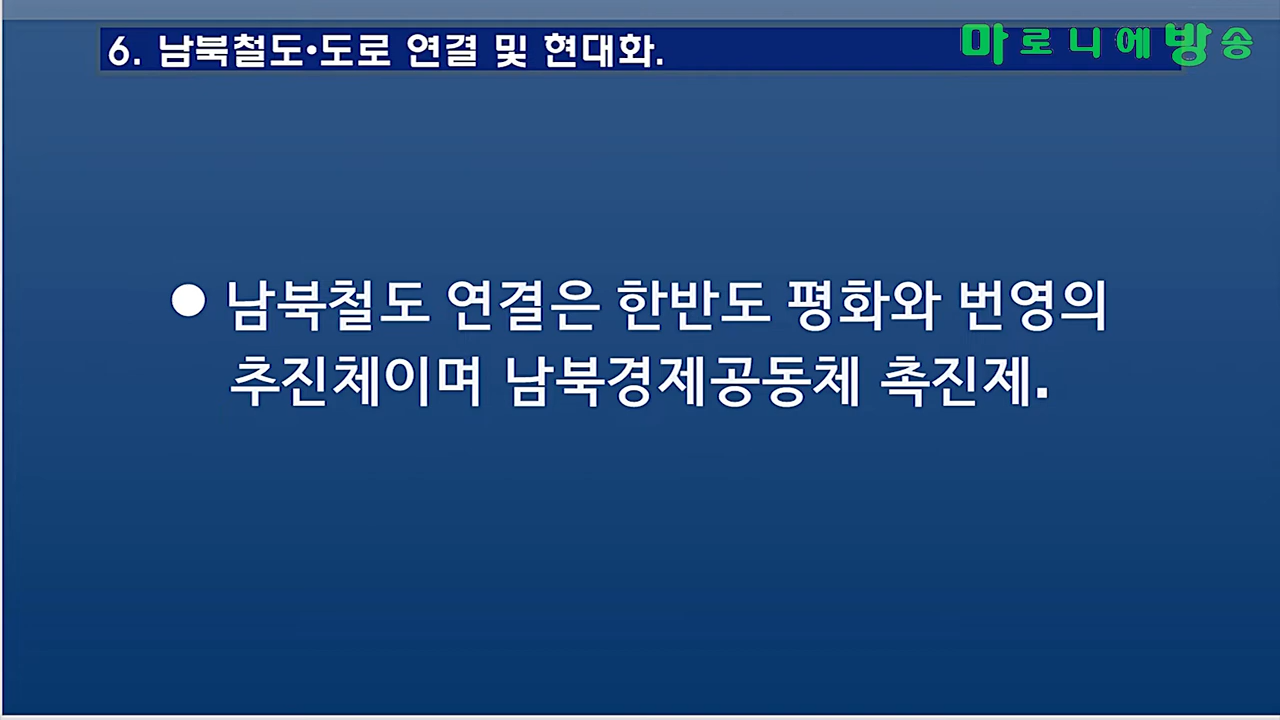 6. 남북철도·도로 연결 및 현대화.
마로니에방송
● 남북철도 연결은 한반도 평화와 번영의
추진체이며 남북경제공동체 촉진제.